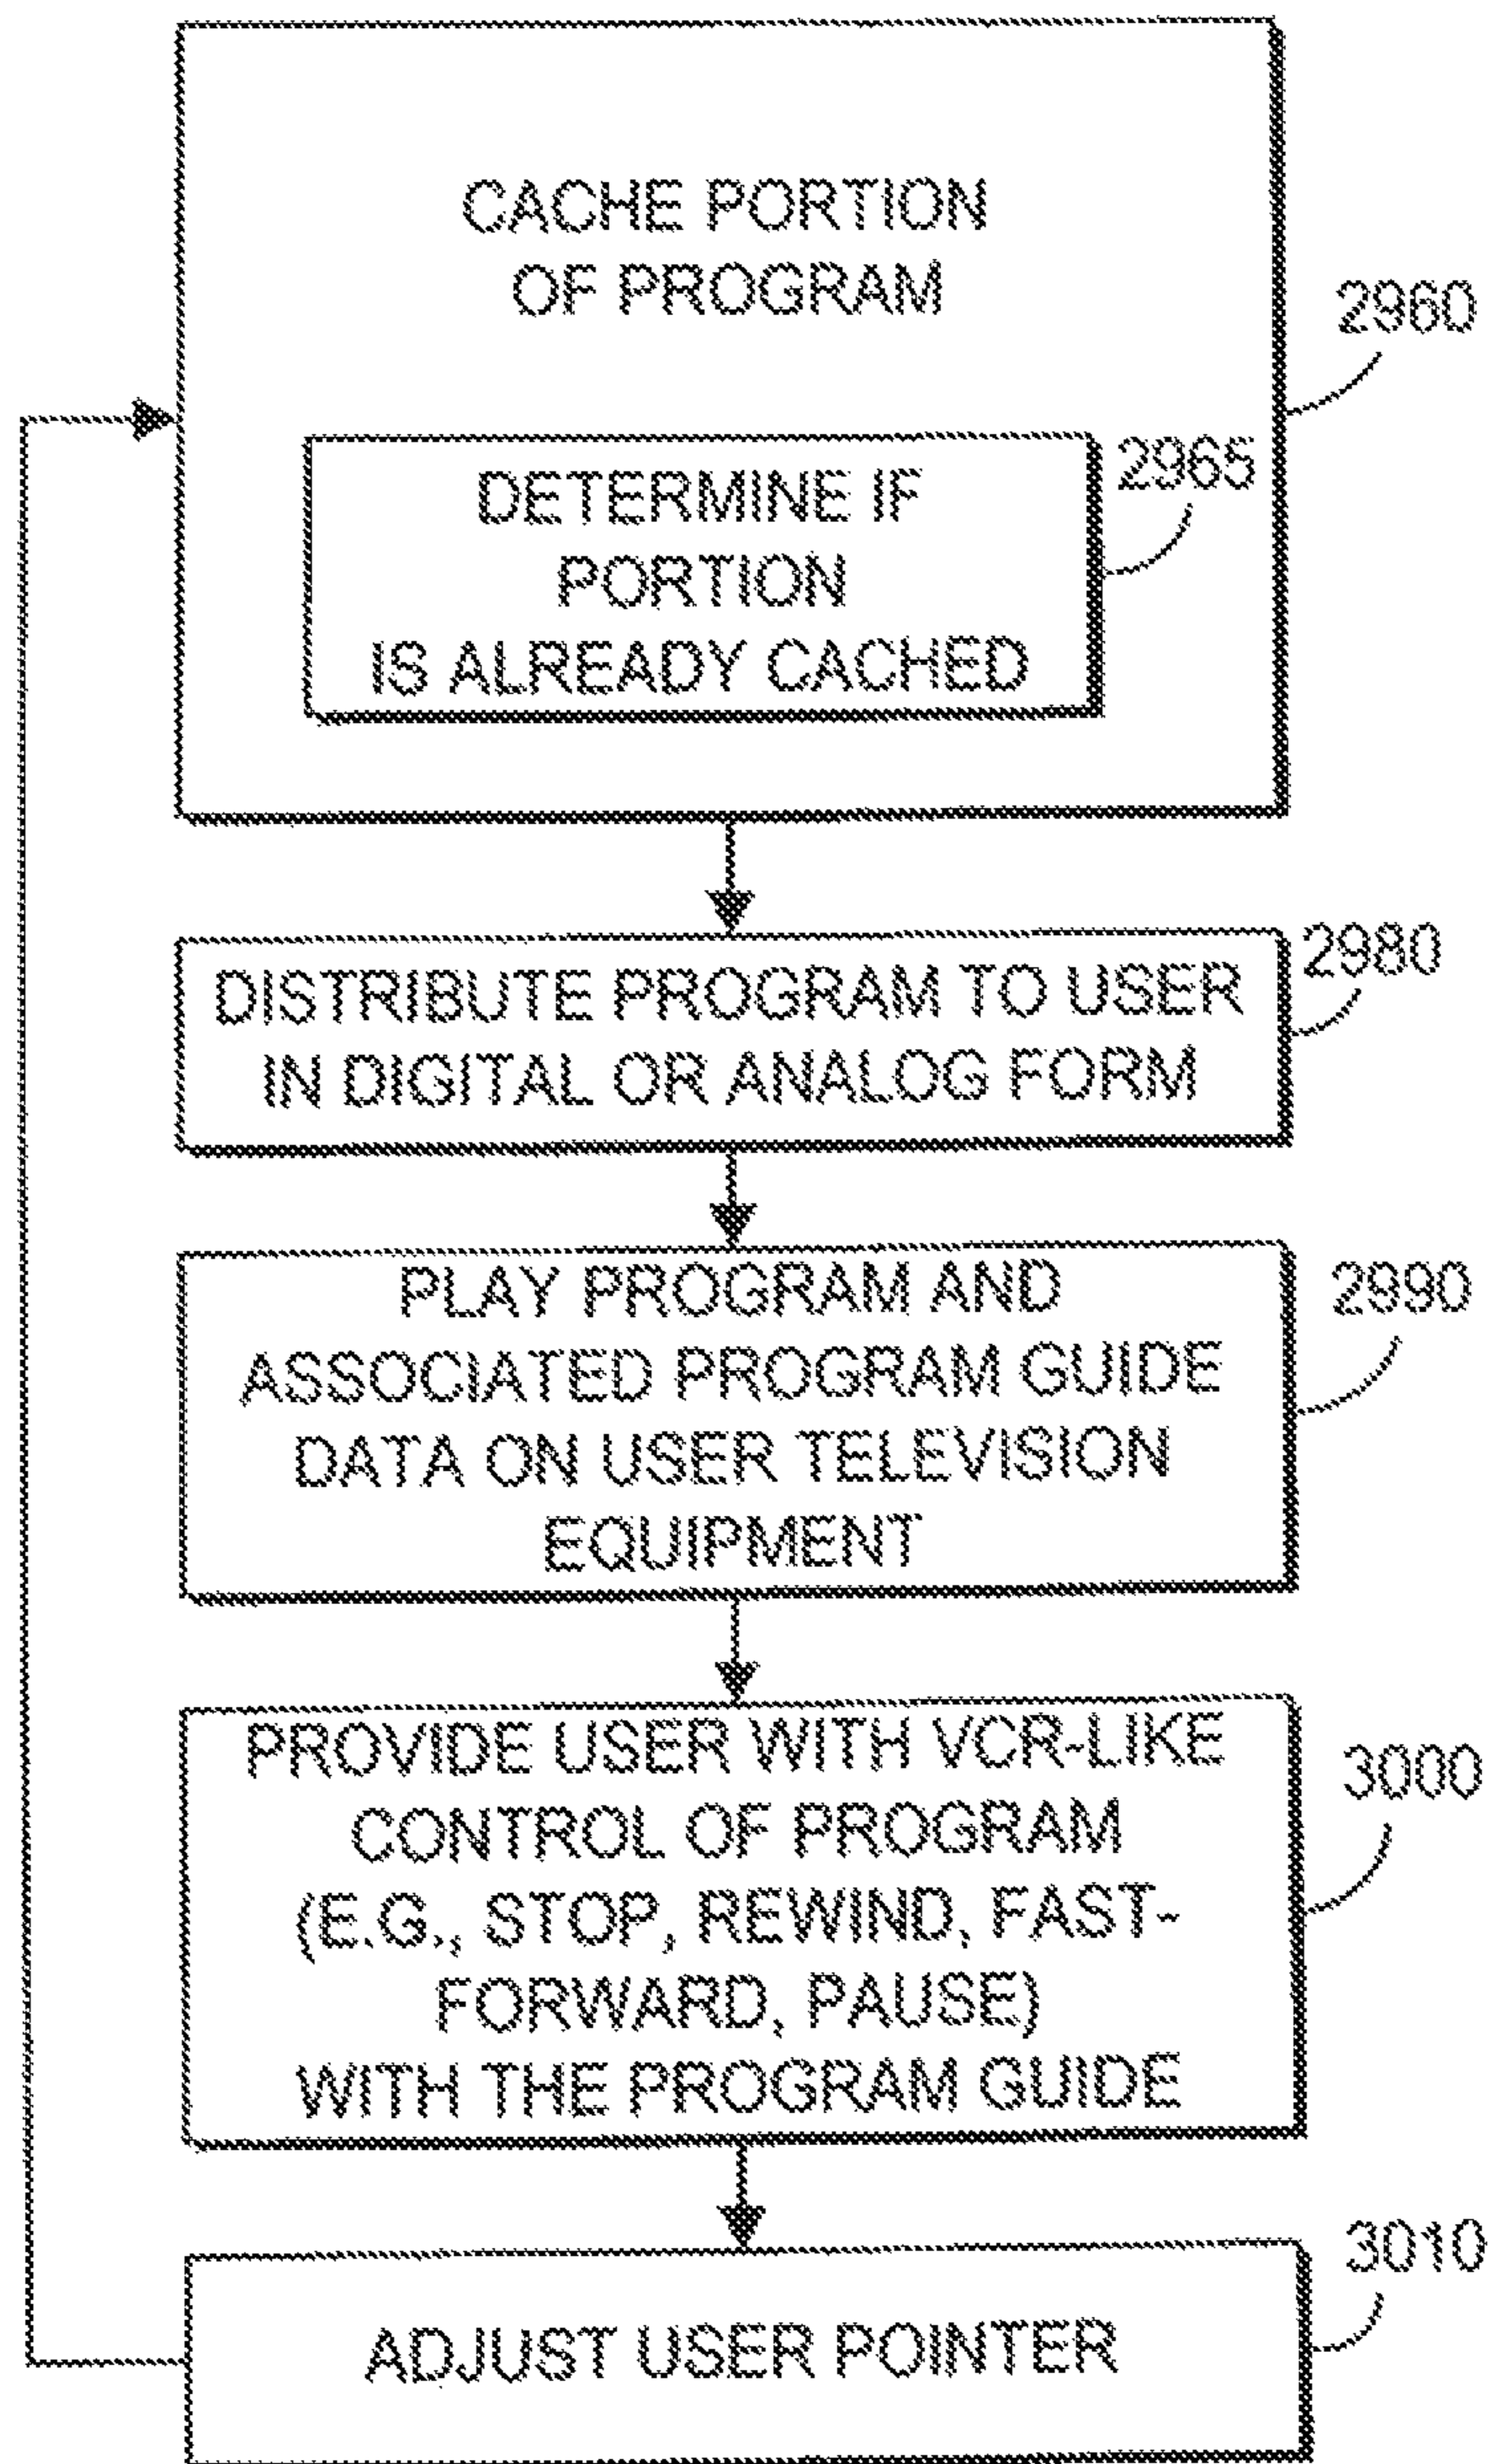 CACHE PORTION
OF PROGRAM
2960
DETERMINE IF
PORTION
IS ALREADY CACHED
2965
DISTRIBUTE PROGRAM TO USER
IN DIGITAL OR ANALOG FORM
2980
PLAY PROGRAM AND
ASSOCIATED PROGRAM GUIDE
DATA ON USER TELEVISION
EQUIPMENT
2990
PROVIDE USER WITH VCR-LIKE
CONTROL OF PROGRAM
(E.G., STOP, REWIND, FAST-
FORWARD, PAUSE)
WITH THE PROGRAM GUIDE
3000
ADJUST USER POINTER
3010